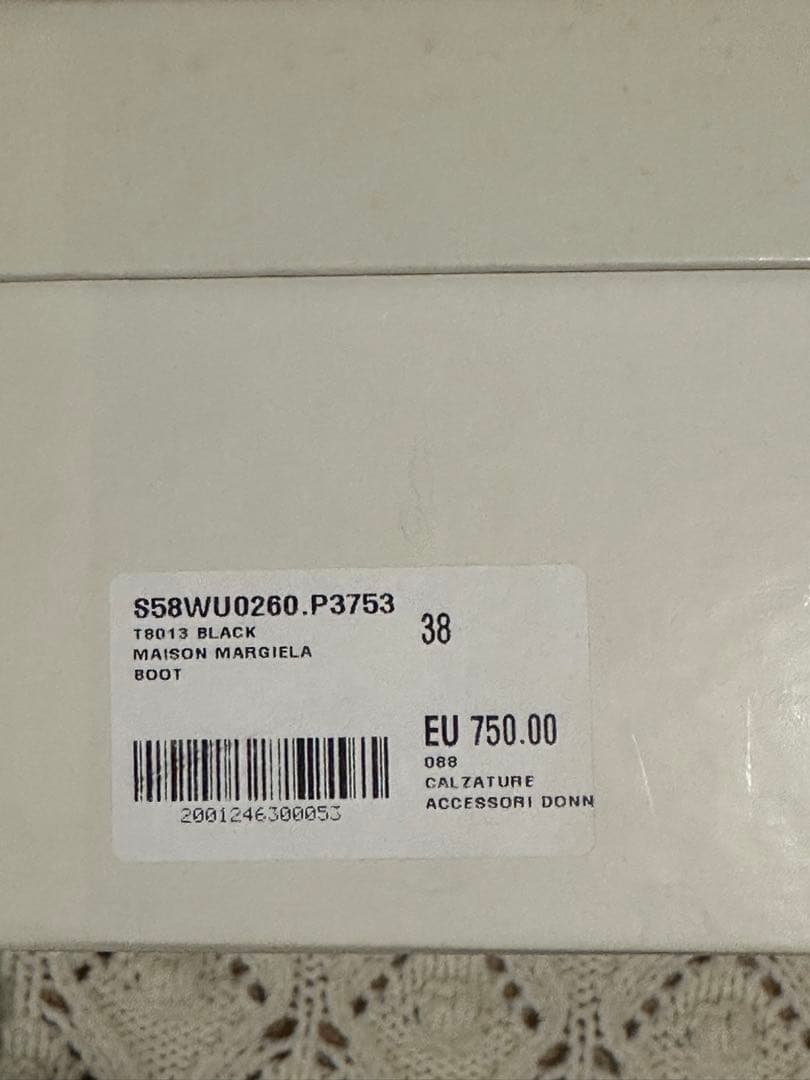 S58WU0260.P3753
T8013 BLACK
MAISON MARGIELA
BOOT
38
EU 750.00
088
CALZATURE
ACCESSORI DONN
2001246300053